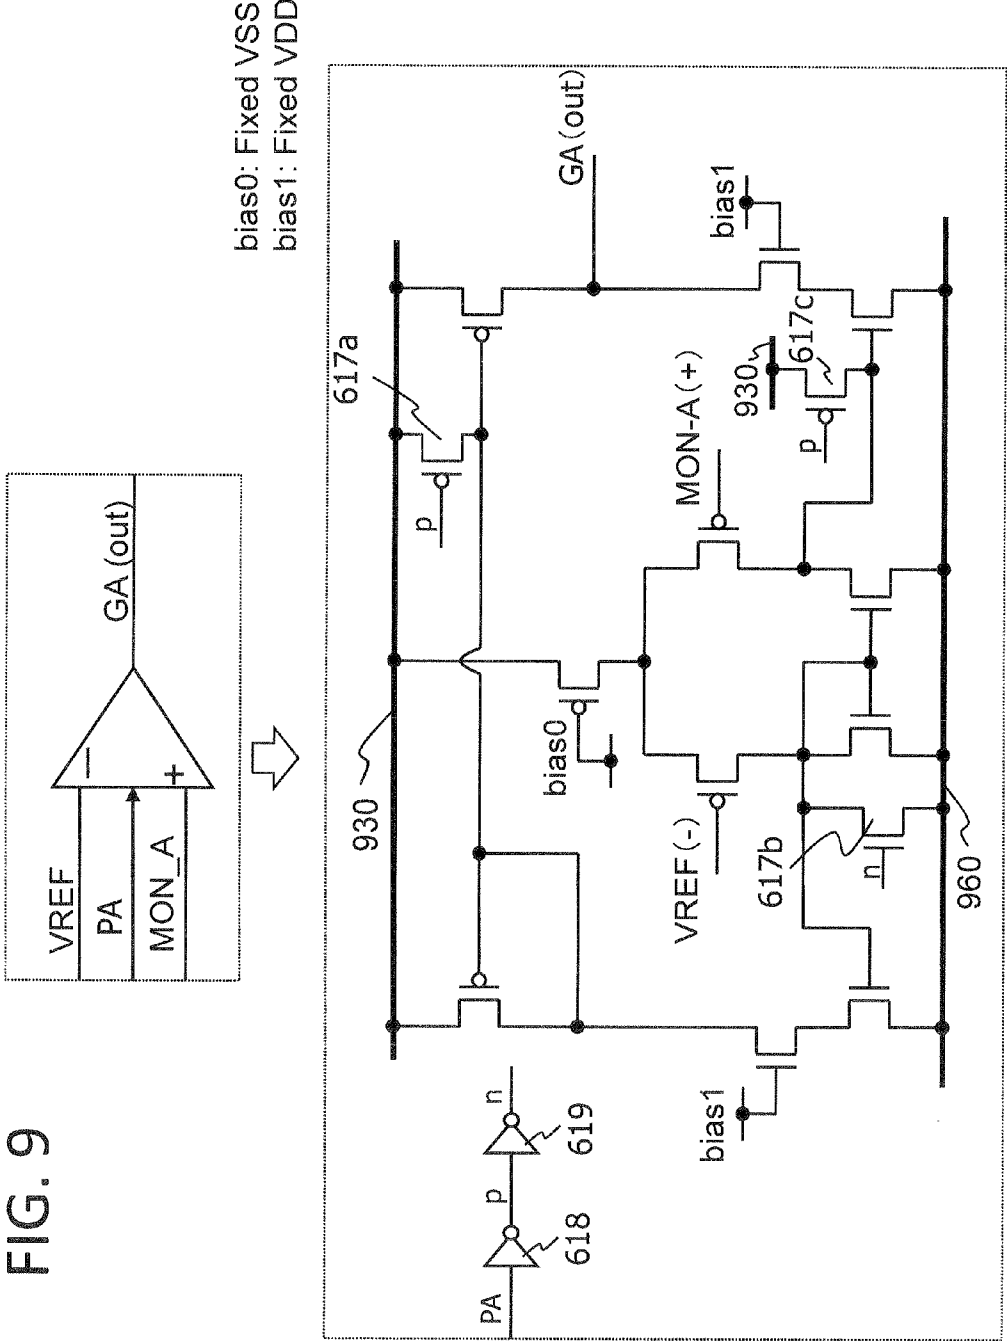 FIG. 9
VREF
PA
MON_A
−
+
GA (out)
bias0: Fixed VSS
bias1: Fixed VDD
930
617a
p
GA (out)
PA
618
p
619
n
bias0
VREF (-)
MON-A (+)
bias1
930
617c
p
bias1
617b
n
960